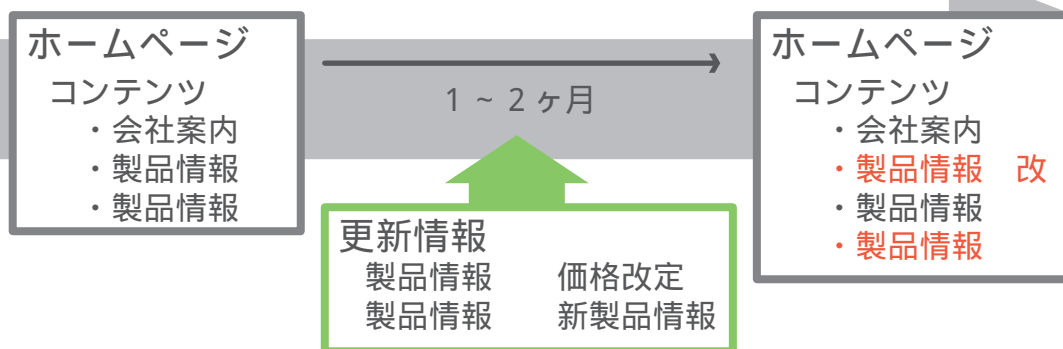 ホームページ
コンテンツ
・会社案内
・製品情報
・製品情報
1 ~ 2 ヶ月
更新情報
製品情報 価格改定
製品情報 新製品情報
ホームページ
コンテンツ
・会社案内
・製品情報 改
・製品情報
・製品情報